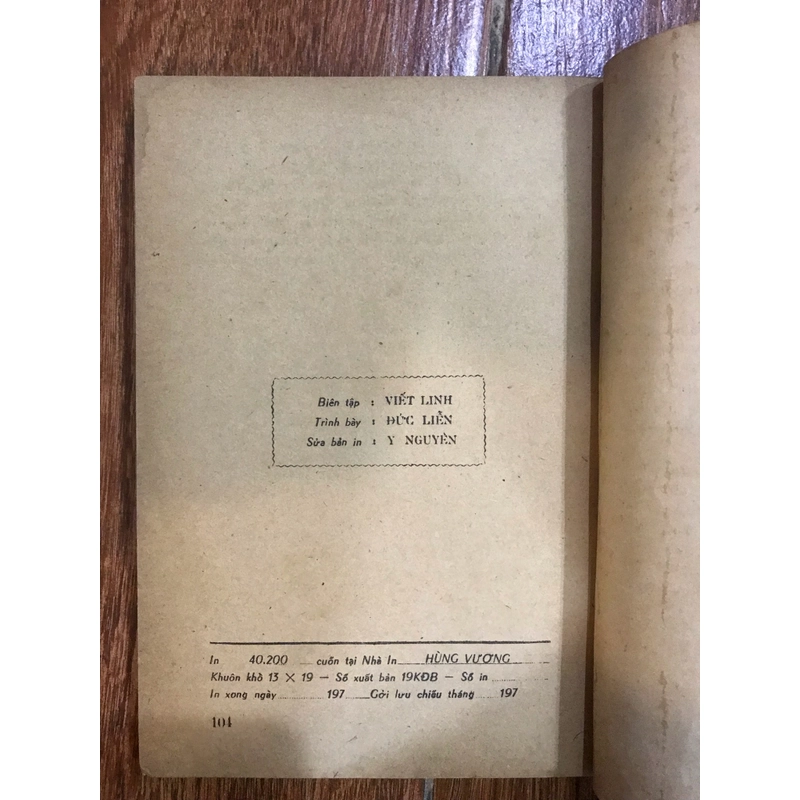 Biên tập : VIẾT LINH
Trình bày : ĐỨC LIỄN
Sửa bản in : Y NGUYÊN
In 40.200 cuốn tại Nhà In HÙNG VƯƠNG
Khuôn khổ 13 × 19 — Số xuất bản 19KĐB — Số in
In xong ngày 197 Gởi lưu chiểu tháng 197
104